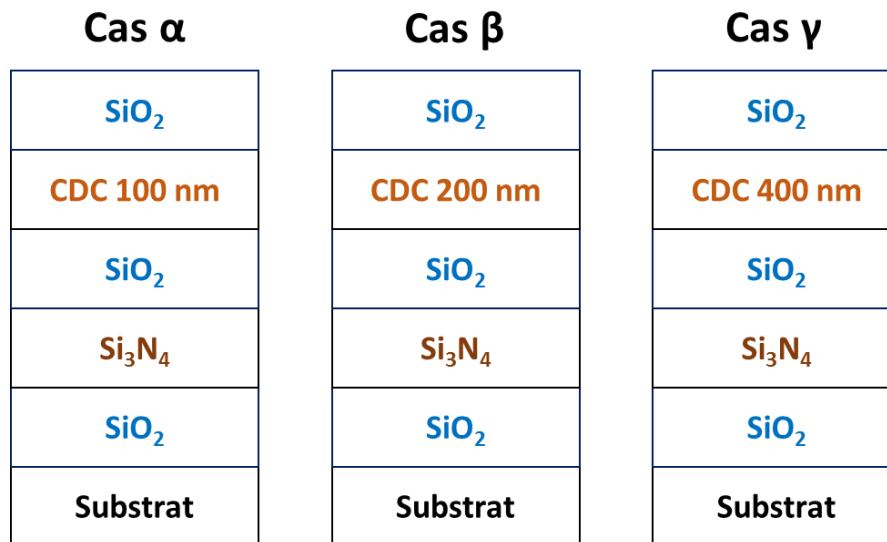 Cas α
Cas β
Cas γ
SiO₂
SiO₂
SiO₂
CDC 100 nm
CDC 200 nm
CDC 400 nm
SiO₂
SiO₂
SiO₂
Si₃N₄
Si₃N₄
Si₃N₄
SiO₂
SiO₂
SiO₂
Substrat
Substrat
Substrat